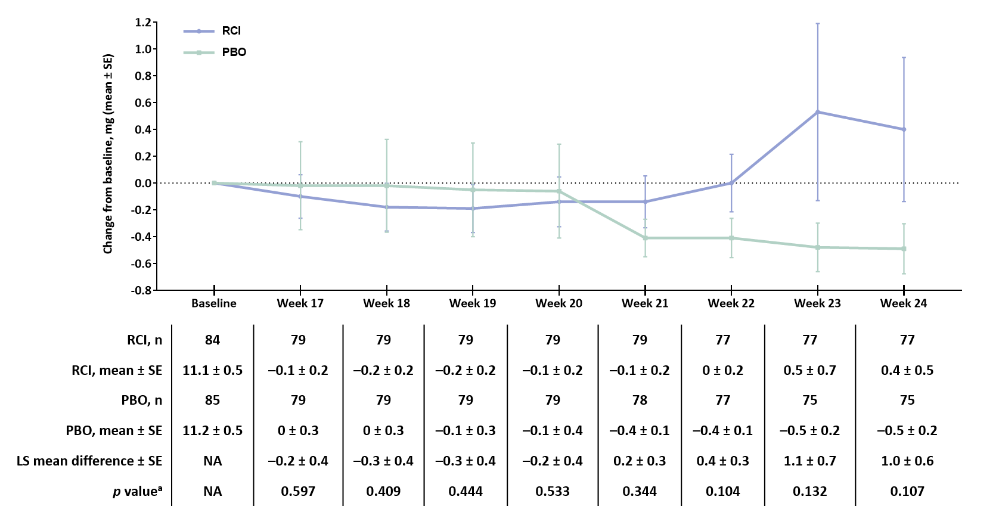 1.2
1.0
0.8
0.6
0.4
0.2
0.0
-0.2
-0.4
-0.6
-0.8
Change from baseline, mg (mean ± SE)
RCI
PBO
Baseline Week 17 Week 18 Week 19 Week 20 Week 21 Week 22 Week 23 Week 24
RCI, n 84 79 79 79 79 79 77 77 77
RCI, mean ± SE 11.1 ± 0.5 –0.1 ± 0.2 –0.2 ± 0.2 –0.2 ± 0.2 –0.1 ± 0.2 –0.1 ± 0.2 0 ± 0.2 0.5 ± 0.7 0.4 ± 0.5
PBO, n 85 79 79 79 79 78 77 75 75
PBO, mean ± SE 11.2 ± 0.5 0 ± 0.3 0 ± 0.3 –0.1 ± 0.3 –0.1 ± 0.4 –0.4 ± 0.1 –0.4 ± 0.1 –0.5 ± 0.2 –0.5 ± 0.2
LS mean difference ± SE NA –0.2 ± 0.4 –0.3 ± 0.4 –0.3 ± 0.4 –0.2 ± 0.4 0.2 ± 0.3 0.4 ± 0.3 1.1 ± 0.7 1.0 ± 0.6
p valueᵃ NA 0.597 0.409 0.444 0.533 0.344 0.104 0.132 0.107